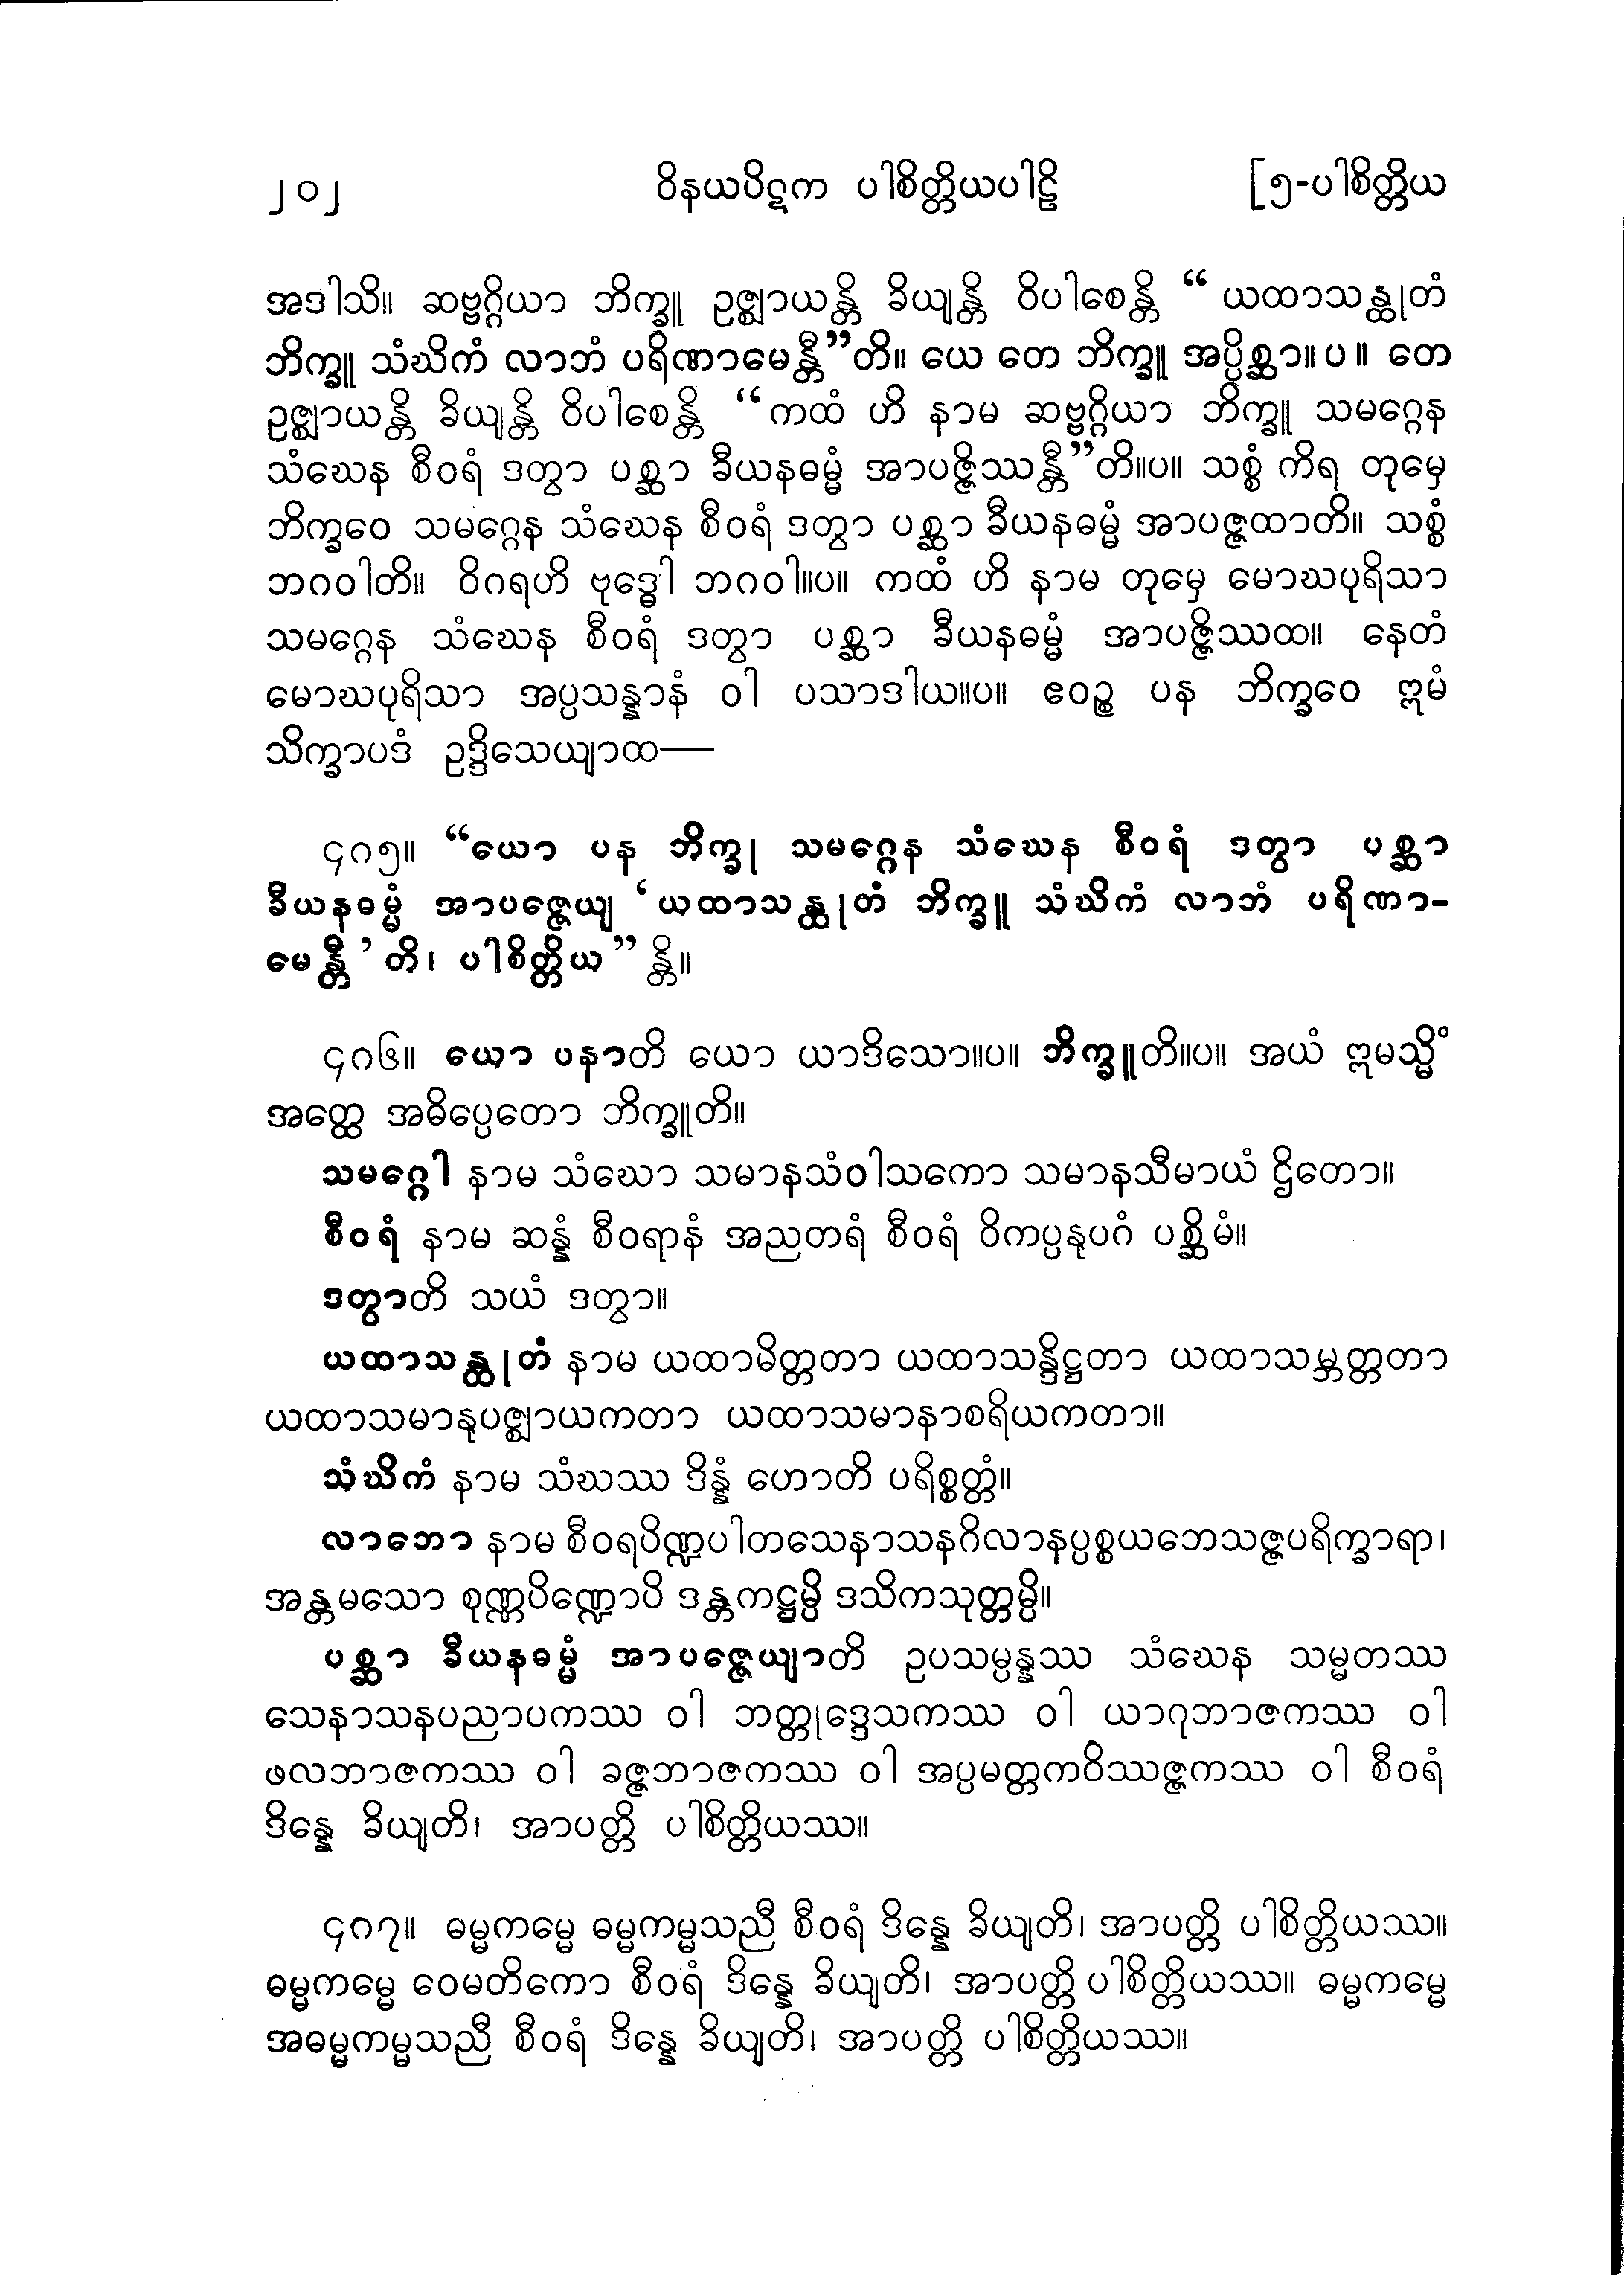 ၂၀၂ ဝိနယပိဋက ပါစိတ္တိယပါဠိ [၅-ပါစိတ္တိယ
အဒါသိ။ ဆဗ္ဗဂ္ဂိယာ ဘိက္ခူ ဥဇ္ဈာယန္တိ ခိယျန္တိ ဝိပါစေန္တိ “ ယထာသန္ထုတံ
ဘိက္ခူ သံဃိကံ လာဘံ ပရိဏာမေန္တီ”တိ။ ယေ တေ ဘိက္ခူ အပ္ပိစ္ဆာ။ ပ ။ တေ
ဥဇ္ဈာယန္တိ ခိယျန္တိ ဝိပါစေန္တိ “ကထံ ဟိ နာမ ဆဗ္ဗဂ္ဂိယာ ဘိက္ခူ သမဂ္ဂေန
သံဃေန စီဝရံ ဒတွာ ပစ္ဆာ ခီယနဓမ္မံ အာပဇ္ဇိဿန္တီ”တိ။ပ။ သစ္စံ ကိရ တုမှေ
ဘိက္ခဝေ သမဂ္ဂေန သံဃေန စီဝရံ ဒတွာ ပစ္ဆာ ခီယနဓမ္မံ အာပဇ္ဇထာတိ။ သစ္စံ
ဘဂဝါတိ။ ဝိဂရဟိ ဗုဒ္ဓေါ ဘဂဝါ။ပ။ ကထံ ဟိ နာမ တုမှေ မောဃပုရိသာ
သမဂ္ဂေန သံဃေန စီဝရံ ဒတွာ ပစ္ဆာ ခီယနဓမ္မံ အာပဇ္ဇိဿထ။ နေတံ
မောဃပုရိသာ အပ္ပသန္နာနံ ဝါ ပသာဒါယ။ပ။ ဧဝဉ္စ ပန ဘိက္ခဝေ ဣမံ
သိက္ခာပဒံ ဥဒ္ဒိသေယျာထ—
၄၈၅။ “ယော ပန ဘိက္ခု သမဂ္ဂေန သံဃေန စီဝရံ ဒတွာ ပစ္ဆာ
ခီယနဓမ္မံ အာပဇ္ဇေယျ ‘ယထာသန္ထုတံ ဘိက္ခူ သံဃိကံ လာဘံ ပရိဏာ-
မေန္တီ’တိ၊ ပါစိတ္တိယ”န္တိ။
၄၈၆။ ယော ပနာတိ ယော ယာဒိသော။ပ။ ဘိက္ခူတိ။ပ။ အယံ ဣမသ္မိံ
အတ္ထေ အဓိပ္ပေတော ဘိက္ခူတိ။
သမဂ္ဂေါ နာမ သံဃော သမာနသံဝါသကော သမာနသီမာယံ ဌိတော။
စီဝရံ နာမ ဆန္နံ စီဝရာနံ အညတရံ စီဝရံ ဝိကပ္ပနုပဂံ ပစ္ဆိမံ။
ဒတွာတိ သယံ ဒတွာ။
ယထာသန္ထုတံ နာမ ယထာမိတ္တတာ ယထာသန္ဒိဋ္ဌတာ ယထာသမ္ဘတ္တတာ
ယထာသမာနုပဇ္ဈာယကတာ ယထာသမာနာစရိယကတာ။
သံဃိကံ နာမ သံဃဿ ဒိန္နံ ဟောတိ ပရိစ္စတ္တံ။
လာဘော နာမ စီဝရပိဏ္ဍပါတသေနာသနဂိလာနပ္ပစ္စယဘေသဇ္ဇပရိက္ခာရာ၊
အန္တမသော စုဏ္ဏပိဏ္ဍောပိ ဒန္တကဋ္ဌမ္ပိ ဒသိကသုတ္တမ္ပိ။
ပစ္ဆာ ခီယနဓမ္မံ အာပဇ္ဇေယျာတိ ဥပသမ္ပန္နဿ သံဃေန သမ္မတဿ
သေနာသနပညာပကဿ ဝါ ဘတ္တုဒ္ဒေသကဿ ဝါ ယာဂုဘာဇကဿ ဝါ
ဖလဘာဇကဿ ဝါ ခဇ္ဇဘာဇကဿ ဝါ အပ္ပမတ္တကဝိဿဇ္ဇကဿ ဝါ စီဝရံ
ဒိန္နေ ခိယျတိ၊ အာပတ္တိ ပါစိတ္တိယဿ။
၄၈၇။ ဓမ္မကမ္မေ ဓမ္မကမ္မသညီ စီဝရံ ဒိန္နေ ခိယျတိ၊ အာပတ္တိ ပါစိတ္တိယဿ။
ဓမ္မကမ္မေ ဝေမတိကော စီဝရံ ဒိန္နေ ခိယျတိ၊ အာပတ္တိ ပါစိတ္တိယဿ။ ဓမ္မကမ္မေ
အဓမ္မကမ္မသညီ စီဝရံ ဒိန္နေ ခိယျတိ၊ အာပတ္တိ ပါစိတ္တိယဿ။